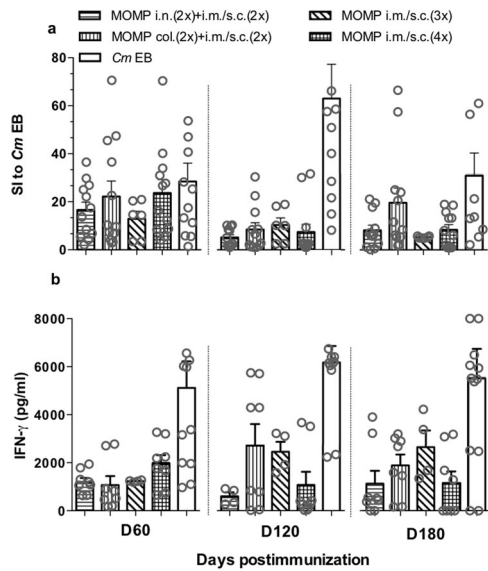 MOMP i.n.(2x)+i.m./s.c.(2x) MOMP i.m./s.c.(3x)
MOMP col.(2x)+i.m./s.c.(2x) MOMP i.m./s.c.(4x)
Cm EB
a
SI to Cm EB
80
60
40
20
0
b
IFN-γ (pg/ml)
8000
6000
4000
2000
0
D60 D120 D180
Days postimmunization